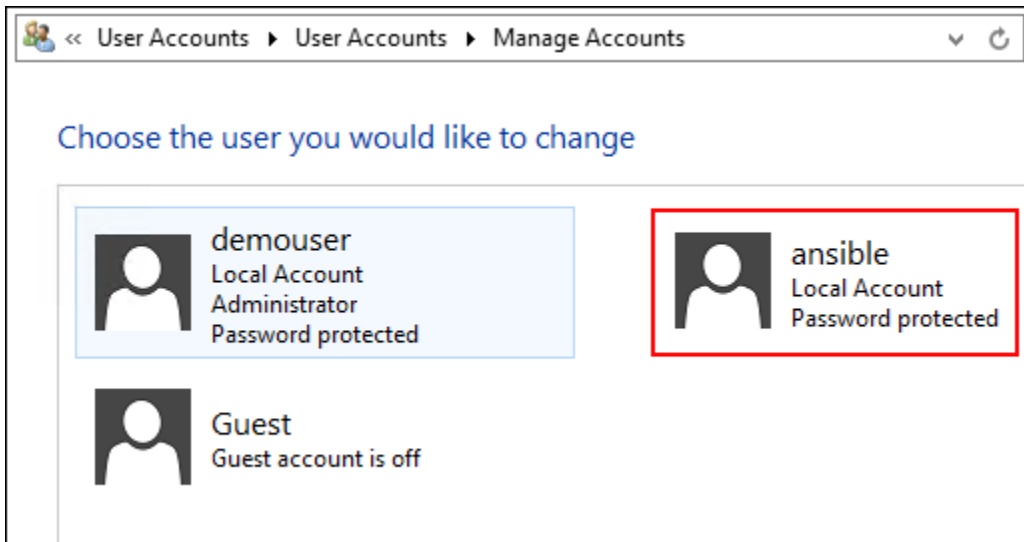 « User Accounts ▸ User Accounts ▸ Manage Accounts
Choose the user you would like to change
demouser
Local Account
Administrator
Password protected
ansible
Local Account
Password protected
Guest
Guest account is off